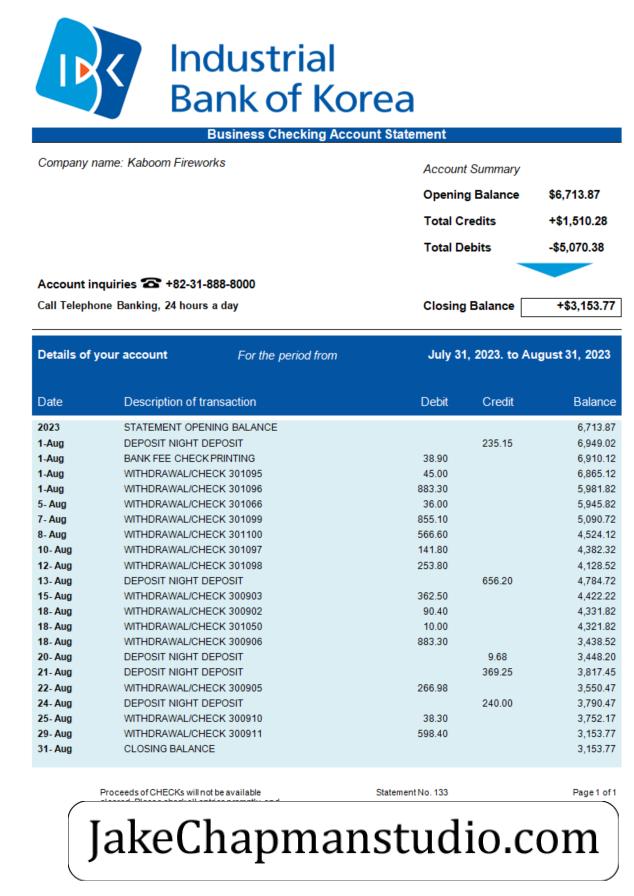 IBK
Industrial
Bank of Korea
Business Checking Account Statement
Company name: Kaboom Fireworks
Account Summary
Opening Balance $6,713.87
Total Credits +$1,510.28
Total Debits -$5,070.38
Account inquiries ☎ +82-31-888-8000
Call Telephone Banking, 24 hours a day
Closing Balance +$3,153.77
Details of your account For the period from July 31, 2023. to August 31, 2023
Date Description of transaction Debit Credit Balance
2023 STATEMENT OPENING BALANCE 6,713.87
1-Aug DEPOSIT NIGHT DEPOSIT 235.15 6,949.02
1-Aug BANK FEE CHECK PRINTING 38.90 6,910.12
1-Aug WITHDRAWAL/CHECK 301095 45.00 6,865.12
1-Aug WITHDRAWAL/CHECK 301096 883.30 5,981.82
5- Aug WITHDRAWAL/CHECK 301066 36.00 5,945.82
7- Aug WITHDRAWAL/CHECK 301099 855.10 5,090.72
8- Aug WITHDRAWAL/CHECK 301100 566.60 4,524.12
10- Aug WITHDRAWAL/CHECK 301097 141.80 4,382.32
12- Aug WITHDRAWAL/CHECK 301098 253.80 4,128.52
13- Aug DEPOSIT NIGHT DEPOSIT 656.20 4,784.72
15- Aug WITHDRAWAL/CHECK 300903 362.50 4,422.22
18- Aug WITHDRAWAL/CHECK 300902 90.40 4,331.82
18- Aug WITHDRAWAL/CHECK 301050 10.00 4,321.82
18- Aug WITHDRAWAL/CHECK 300906 883.30 3,438.52
20- Aug DEPOSIT NIGHT DEPOSIT 9.68 3,448.20
21- Aug DEPOSIT NIGHT DEPOSIT 369.25 3,817.45
22- Aug WITHDRAWAL/CHECK 300905 266.98 3,550.47
24- Aug DEPOSIT NIGHT DEPOSIT 240.00 3,790.47
25- Aug WITHDRAWAL/CHECK 300910 38.30 3,752.17
29- Aug WITHDRAWAL/CHECK 300911 598.40 3,153.77
31- Aug CLOSING BALANCE 3,153.77
Proceeds of CHECKs will not be available Statement No. 133 Page 1 of 1
JakeChapmanstudio.com